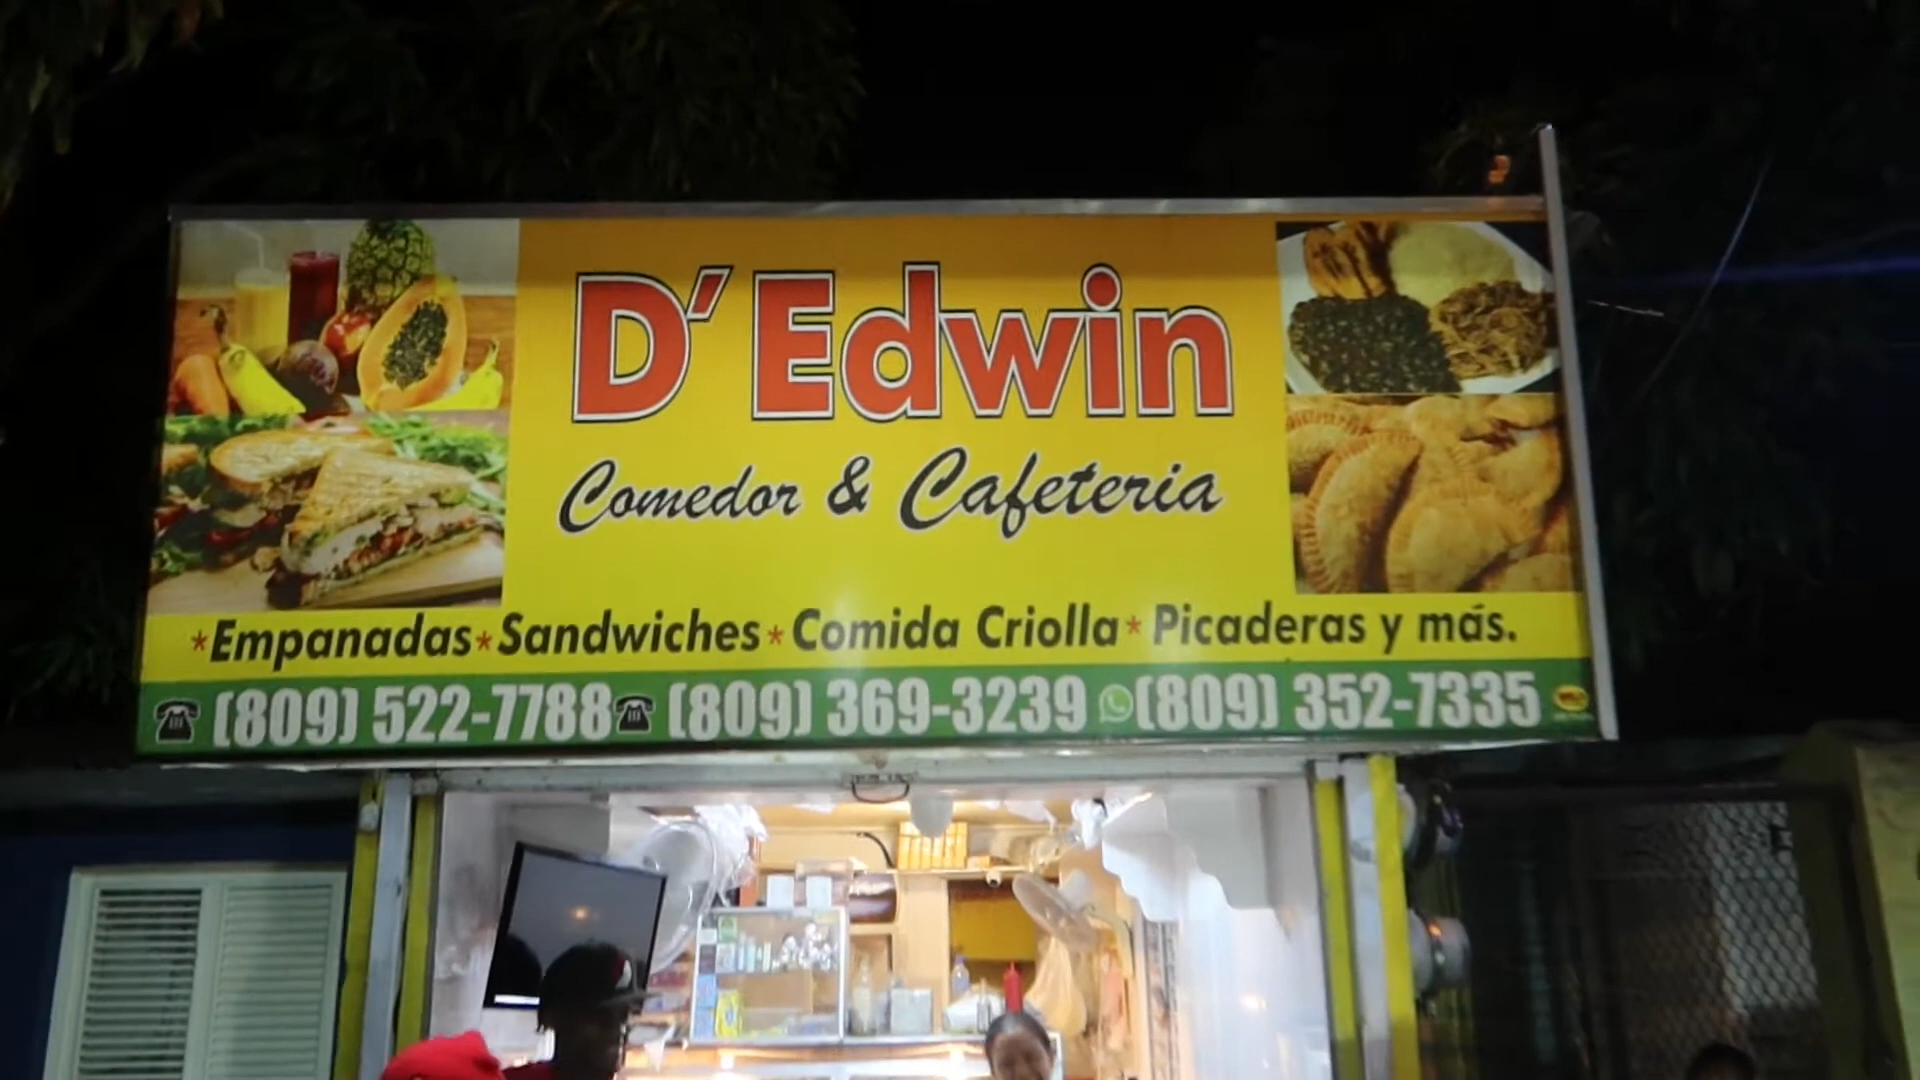 D' Edwin
Comedor & Cafeteria
*Empanadas*Sandwiches*Comida Criolla*Picaderas y más.
(809) 522-7788 (809) 369-3239 (809) 352-7335